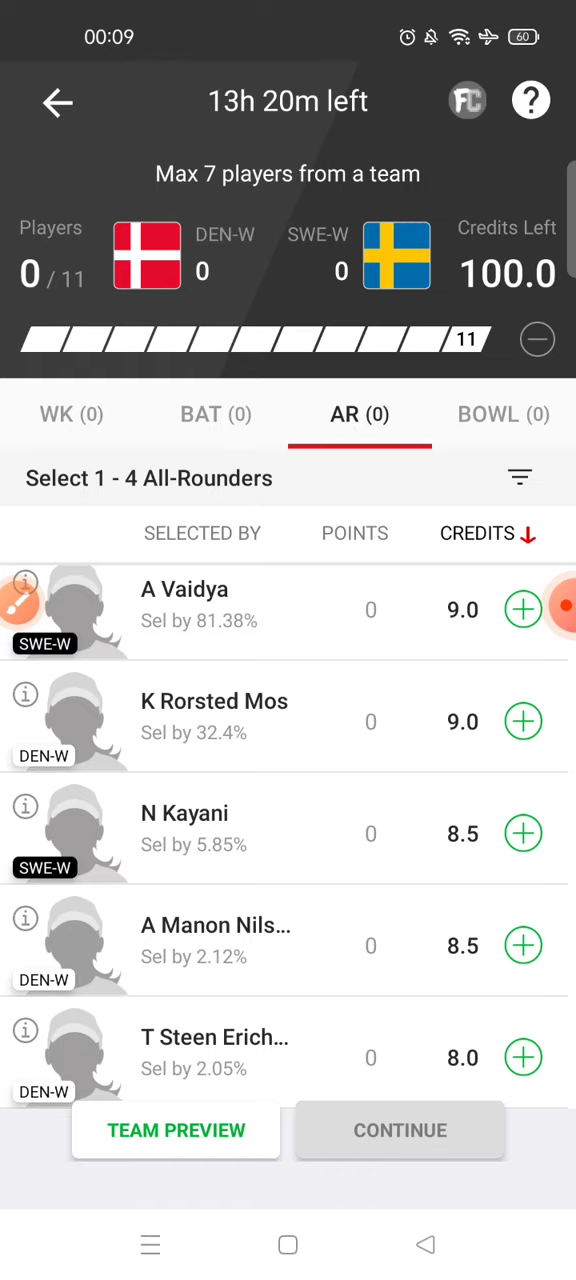 00:09
60
13h 20m left
FC
?
Max 7 players from a team
Players
DEN-W
SWE-W
Credits Left
0 / 11
0
0
100.0
11
WK (0)
BAT (0)
AR (0)
BOWL (0)
Select 1 - 4 All-Rounders
SELECTED BY
POINTS
CREDITS
A Vaidya
Sel by 81.38%
0
9.0
SWE-W
K Rorsted Mos
Sel by 32.4%
0
9.0
DEN-W
N Kayani
Sel by 5.85%
0
8.5
SWE-W
A Manon Nils...
Sel by 2.12%
0
8.5
DEN-W
T Steen Erich...
Sel by 2.05%
0
8.0
DEN-W
TEAM PREVIEW
CONTINUE